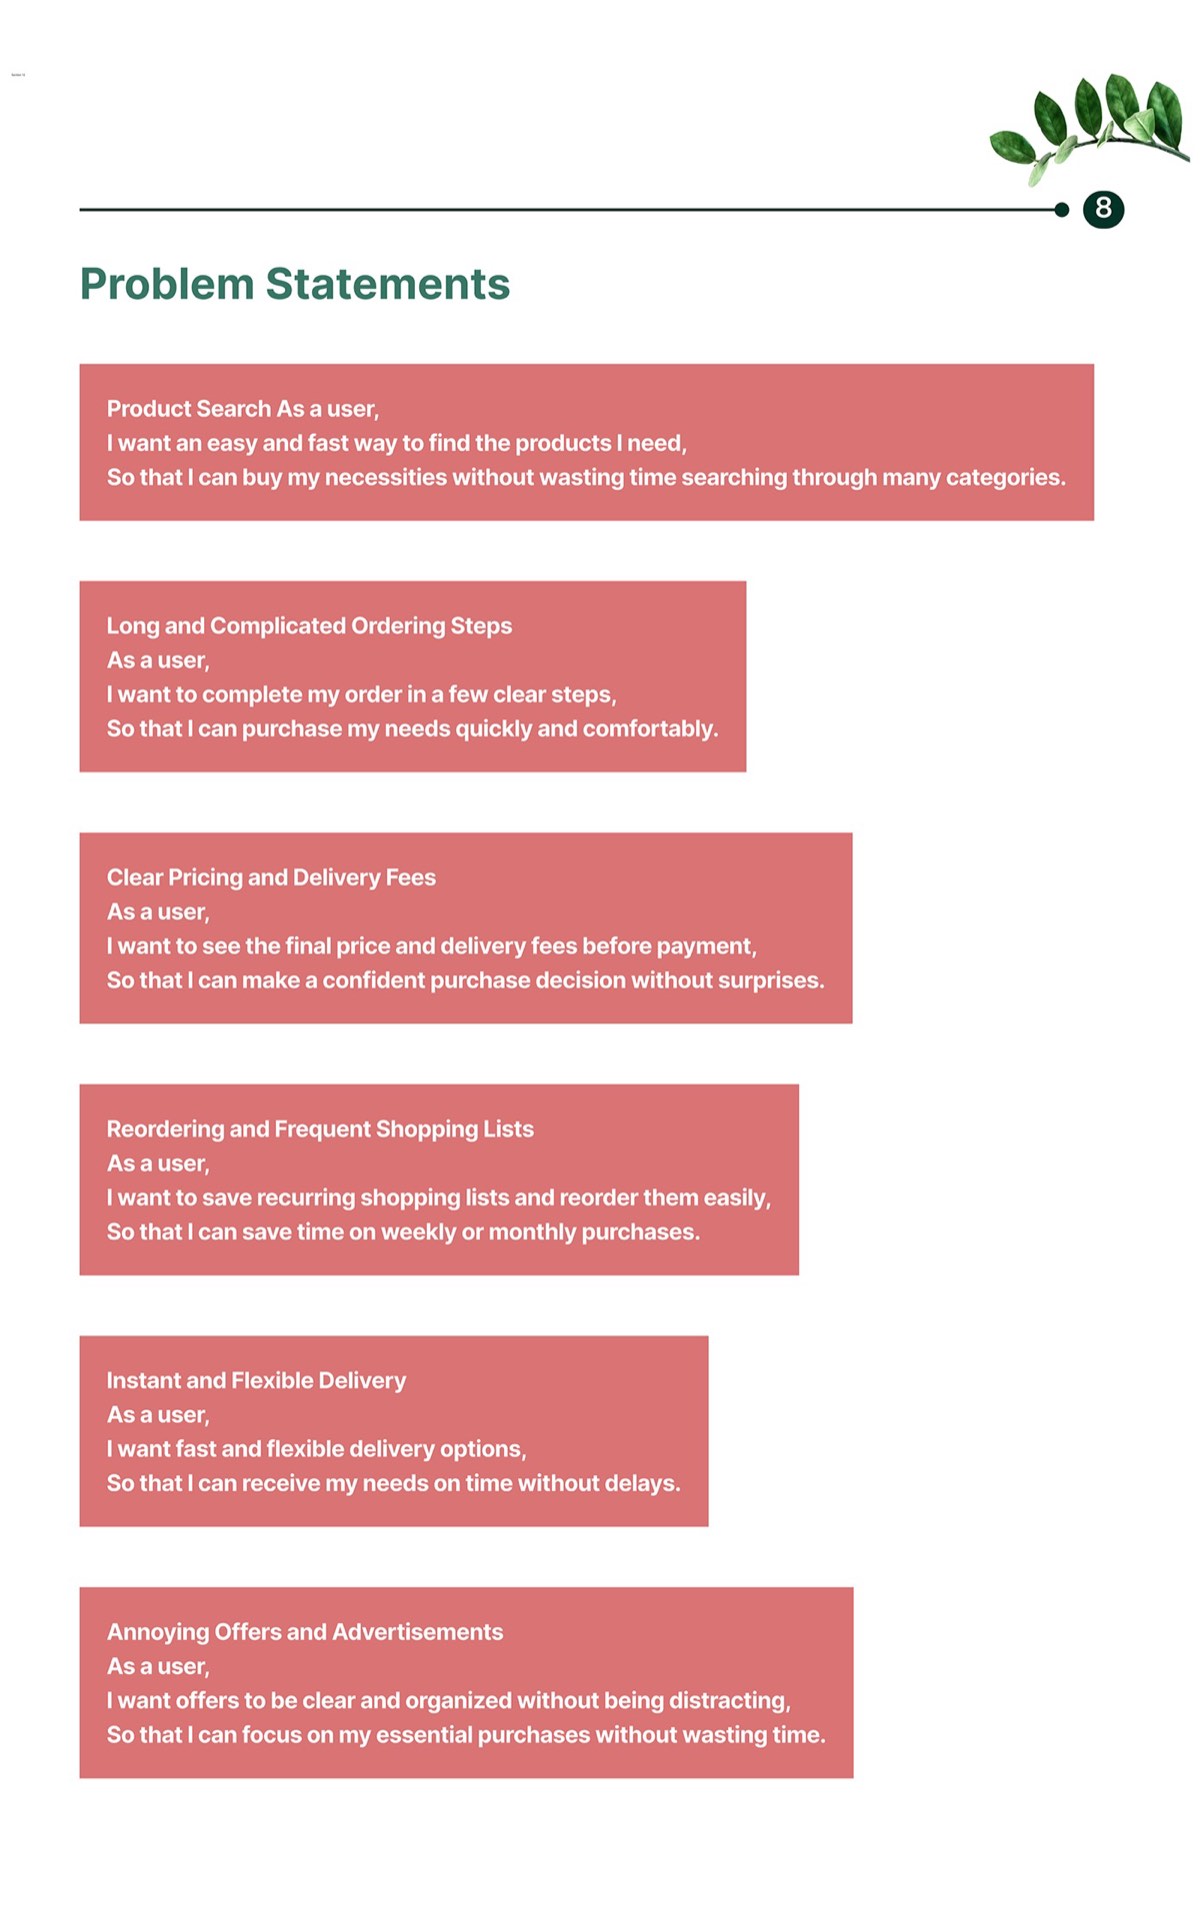 8
Problem Statements
Product Search As a user,
I want an easy and fast way to find the products I need,
So that I can buy my necessities without wasting time searching through many categories.
Long and Complicated Ordering Steps
As a user,
I want to complete my order in a few clear steps,
So that I can purchase my needs quickly and comfortably.
Clear Pricing and Delivery Fees
As a user,
I want to see the final price and delivery fees before payment,
So that I can make a confident purchase decision without surprises.
Reordering and Frequent Shopping Lists
As a user,
I want to save recurring shopping lists and reorder them easily,
So that I can save time on weekly or monthly purchases.
Instant and Flexible Delivery
As a user,
I want fast and flexible delivery options,
So that I can receive my needs on time without delays.
Annoying Offers and Advertisements
As a user,
I want offers to be clear and organized without being distracting,
So that I can focus on my essential purchases without wasting time.